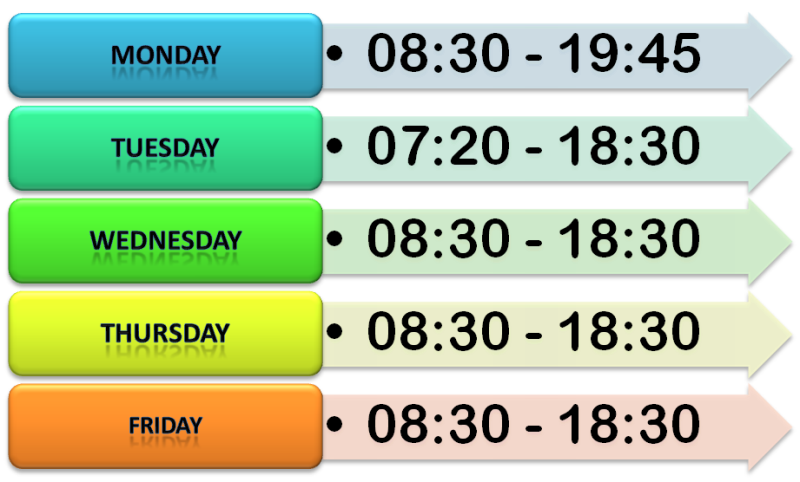 MONDAY • 08:30 - 19:45
TUESDAY • 07:20 - 18:30
WEDNESDAY • 08:30 - 18:30
THURSDAY • 08:30 - 18:30
FRIDAY • 08:30 - 18:30